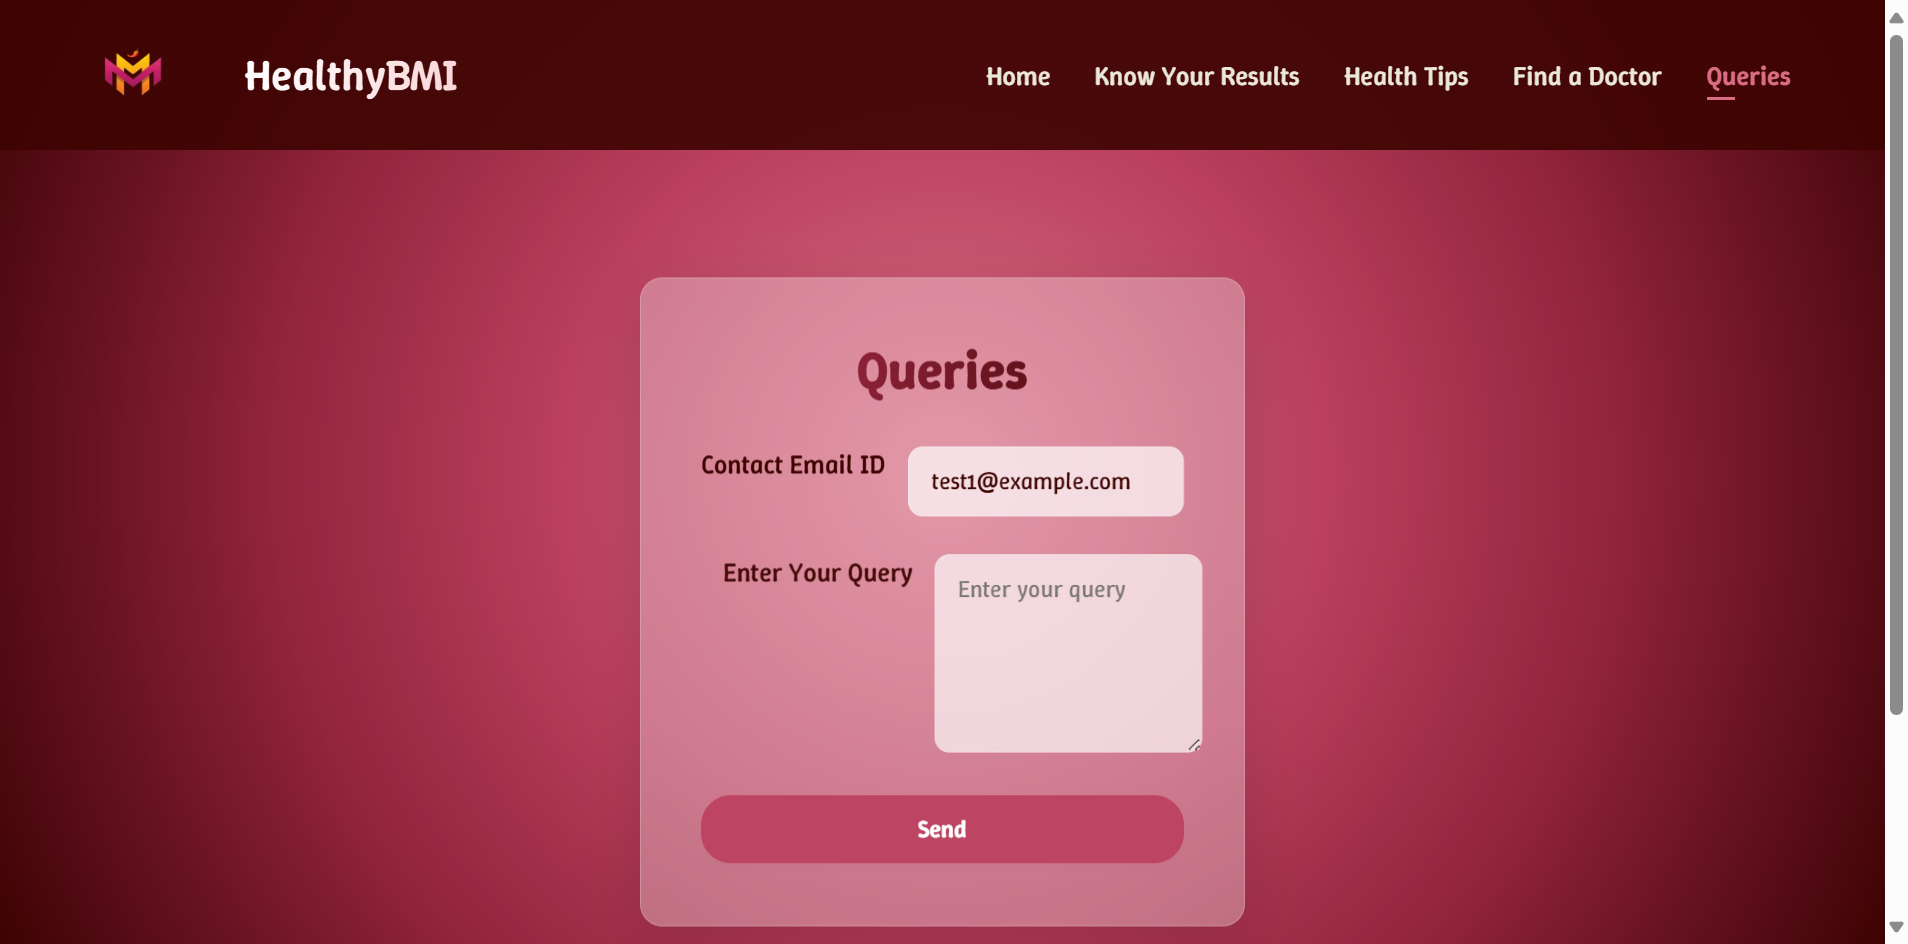 HealthyBMI
Home Know Your Results Health Tips Find a Doctor Queries
Queries
Contact Email ID test1@example.com
Enter Your Query Enter your query
Send